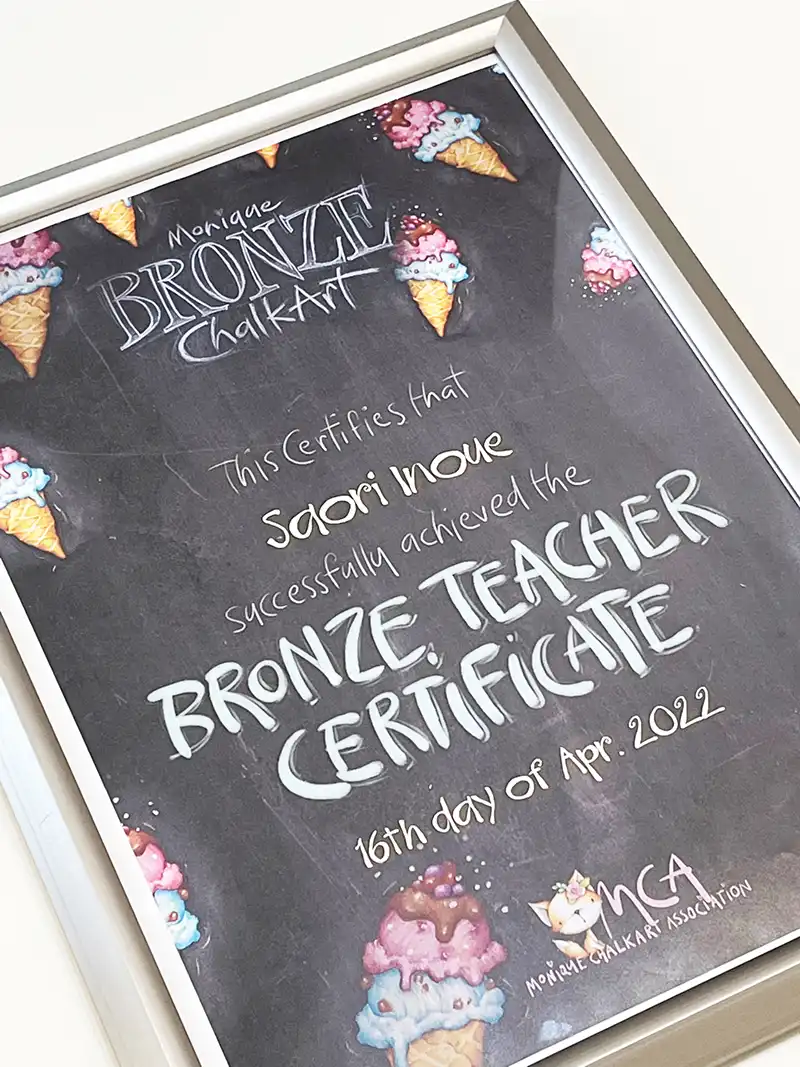 Monique
BRONZE
ChalkArt
This Certifies that
Saori Inoue
successfully achieved the
BRONZE TEACHER
CERTIFICATE
16th day of Apr. 2022
MCA
MONIQUE CHALKART ASSOCIATION